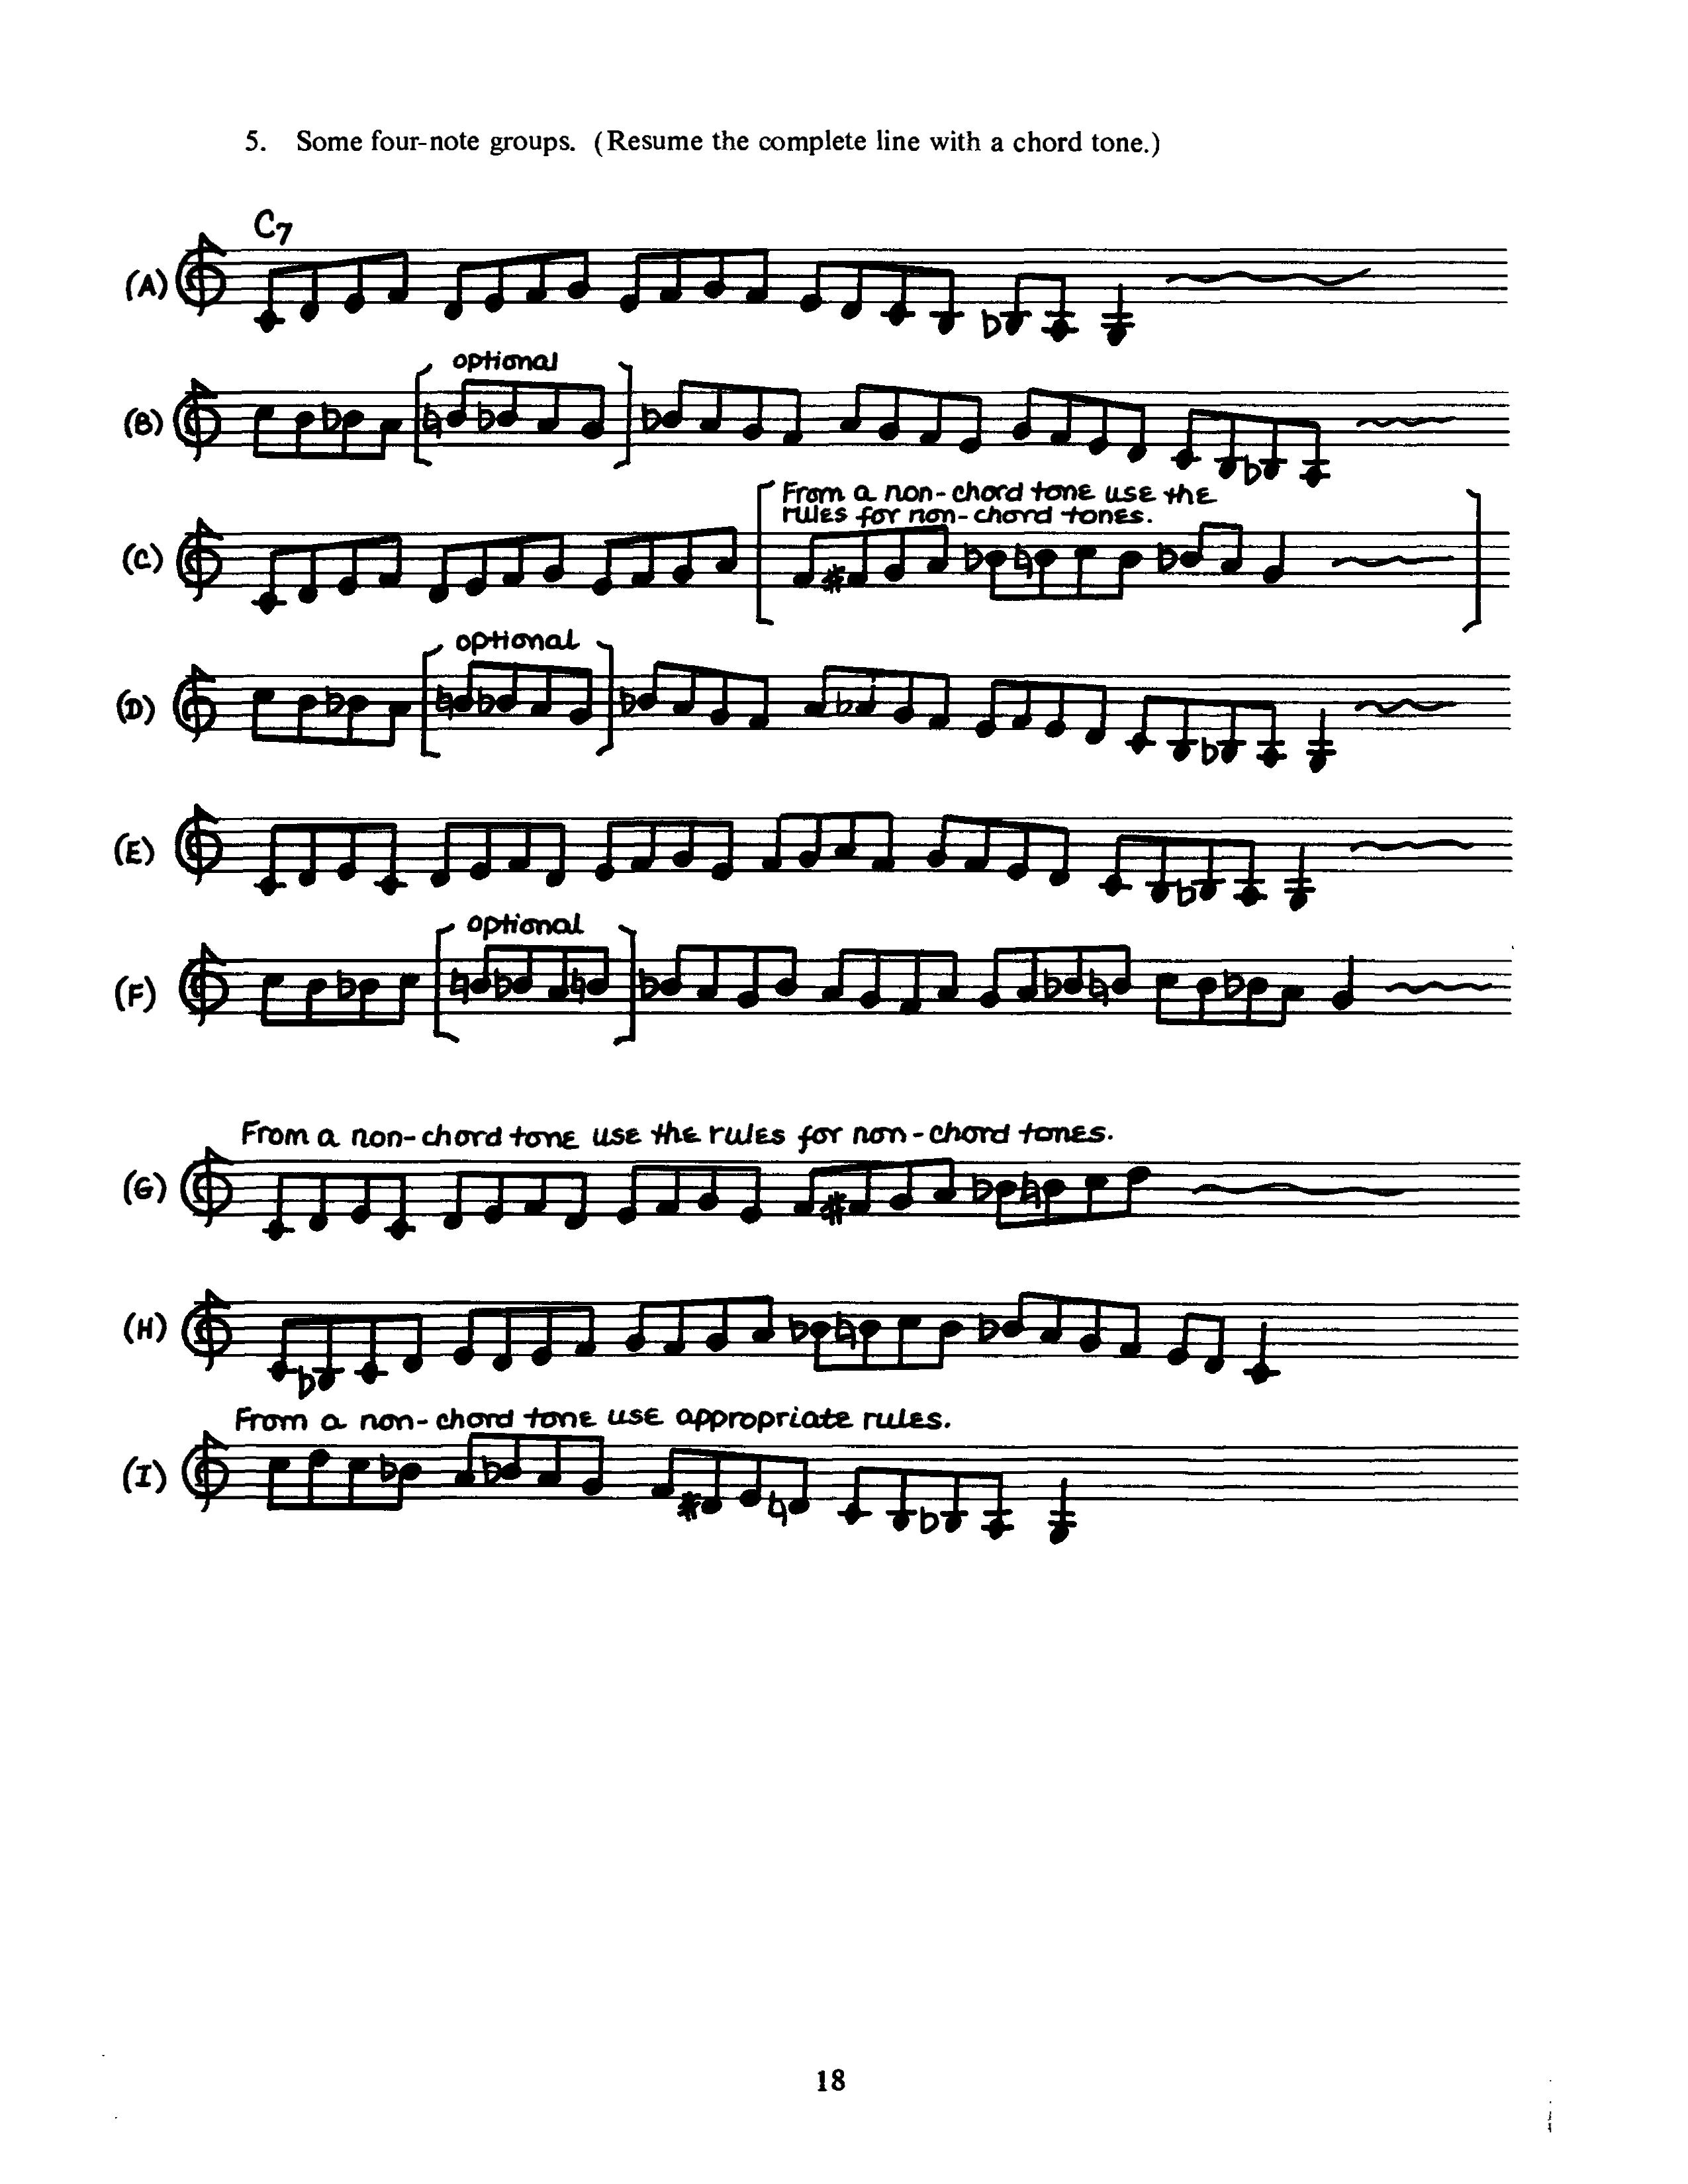 5. Some four-note groups. (Resume the complete line with a chord tone.)
C7
(A)
optional
(B)
From a non-chord tone use the
rules for non-chord tones.
(C)
optional
(D)
(E)
optional
(F)
From a non-chord tone use the rules for non-chord tones.
(G)
(H)
From a non-chord tone use appropriate rules.
(I)
18